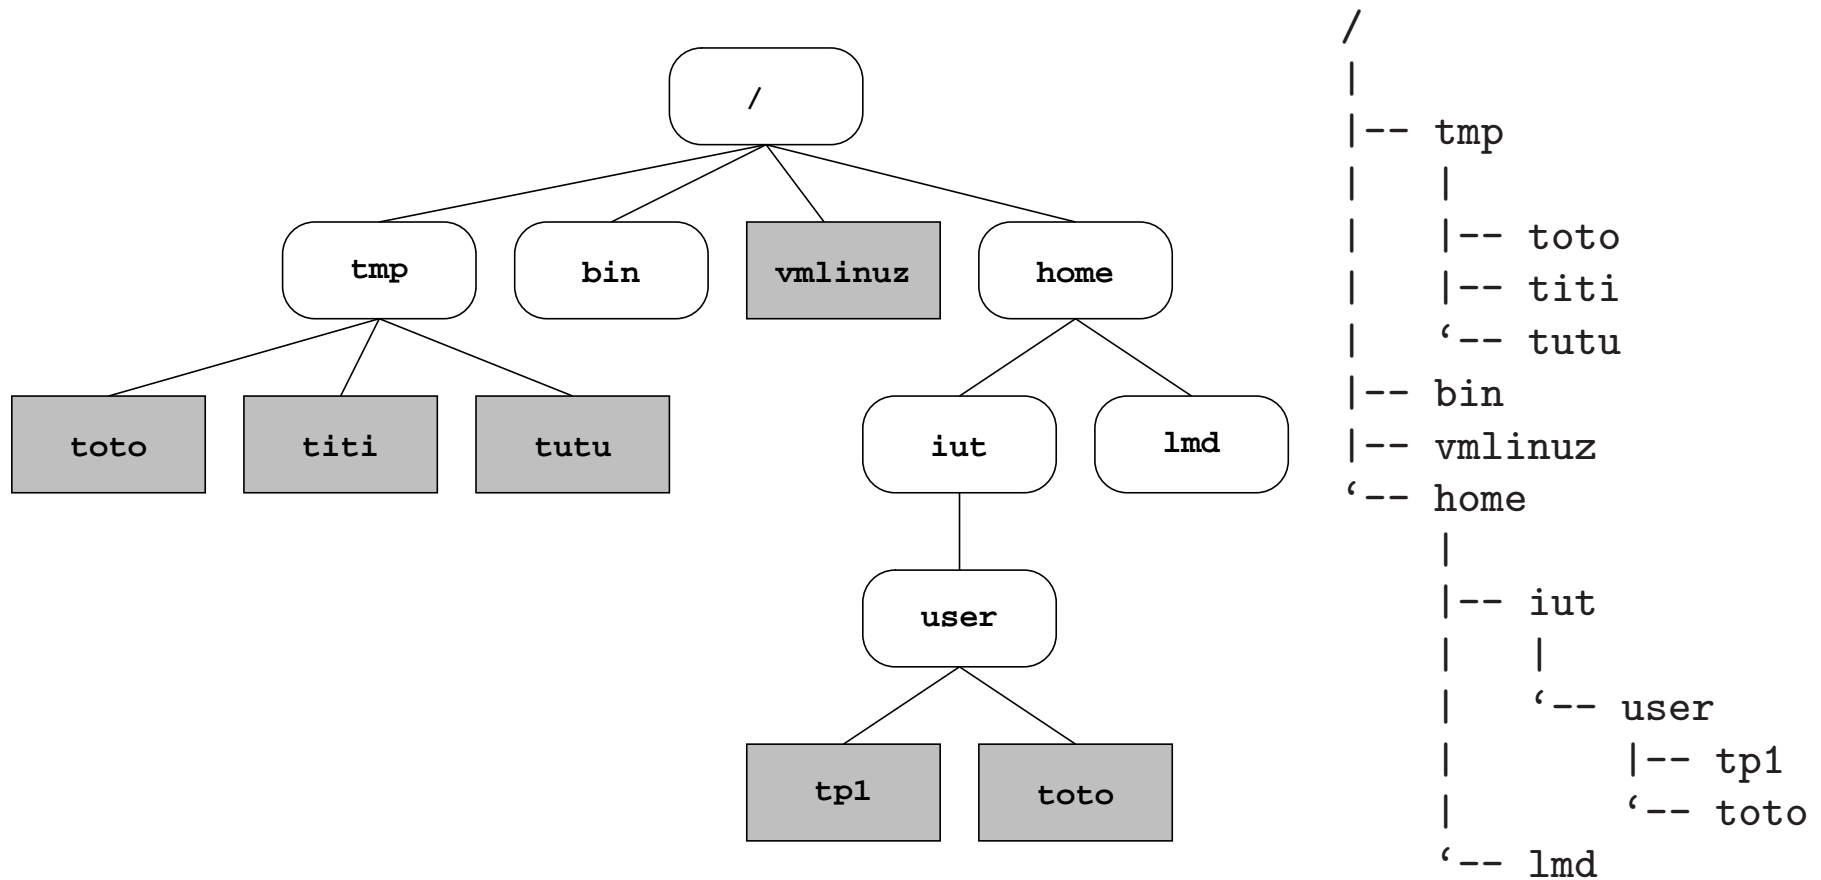 /
tmp
bin
vmlinuz
home
toto
titi
tutu
iut
lmd
user
tp1
toto
/
|
|-- tmp
|   |
|   |-- toto
|   |-- titi
|   ‘-- tutu
|-- bin
|-- vmlinuz
‘-- home
    |
    |-- iut
    |   |
    |   ‘-- user
    |       |-- tp1
    |       ‘-- toto
    ‘-- lmd